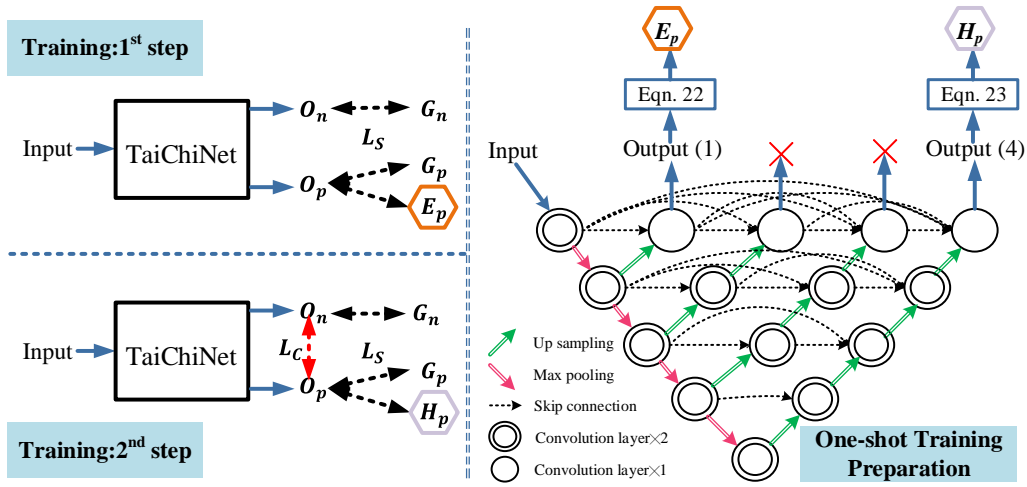 Training:1st step
Input
TaiChiNet
On
Gn
LS
Op
Gp
Ep
Input
TaiChiNet
On
Gn
LC
LS
Op
Gp
Hp
Training:2nd step
Ep
Hp
Eqn. 22
Eqn. 23
Input
Output (1)
Output (4)
Up sampling
Max pooling
Skip connection
Convolution layer×2
Convolution layer×1
One-shot Training
Preparation